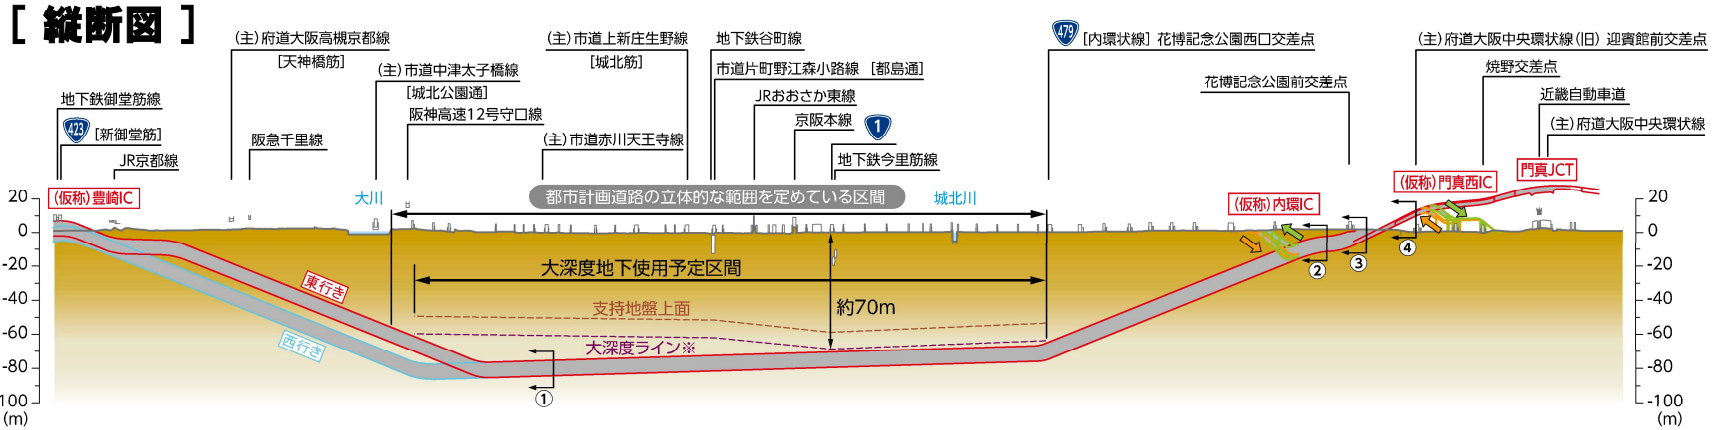 [ 縦断図 ]
地下鉄御堂筋線
423 [新御堂筋]
JR京都線
(主)府道大阪高槻京都線
[天神橋筋]
阪急千里線
(主)市道中津太子橋線
[城北公園通]
阪神高速12号守口線
(主)市道上新庄生野線
[城北筋]
(主)市道赤川天王寺線
地下鉄谷町線
市道片町野江森小路線 [都島通]
JRおおさか東線
京阪本線
1
地下鉄今里筋線
479 [内環状線] 花博記念公園西口交差点
花博記念公園前交差点
(主)府道大阪中央環状線(旧) 迎賓館前交差点
焼野交差点
近畿自動車道
(主)府道大阪中央環状線
(仮称)豊崎IC
大川
都市計画道路の立体的な範囲を定めている区間
城北川
(仮称)内環IC
(仮称)門真西IC
門真JCT
大深度地下使用予定区間
東行き
西行き
支持地盤上面
約70m
大深度ライン※
①
②
③
④
20
0
-20
-40
-60
-80
100
(m)
20
0
-20
-40
-60
-80
-100
(m)